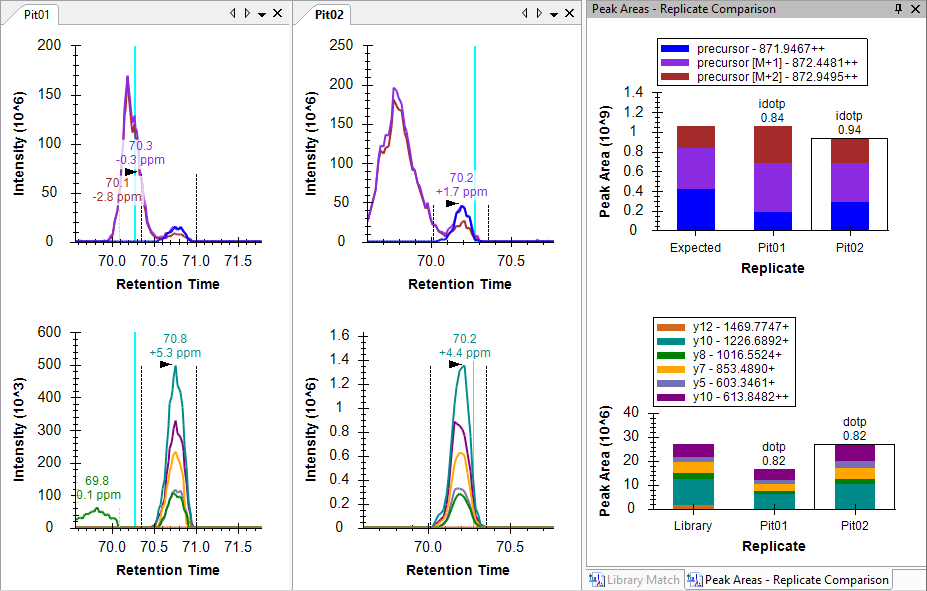 Pit01
200
150
100
50
0
Intensity (10^6)
70.3
-0.3 ppm
70.1
-2.8 ppm
70.0
70.5
71.0
71.5
Retention Time
600
500
400
300
200
100
0
Intensity (10^3)
70.8
+5.3 ppm
69.8
0.1 ppm
70.0
70.5
71.0
71.5
Retention Time
Pit02
250
200
150
100
50
0
Intensity (10^6)
70.2
+1.7 ppm
70.0
70.5
Retention Time
1.6
1.4
1.2
1
0.8
0.6
0.4
0.2
0
Intensity (10^6)
70.2
+4.4 ppm
70.0
70.5
Retention Time
Peak Areas - Replicate Comparison
precursor - 871.9467++
precursor [M+1] - 872.4481++
precursor [M+2] - 872.9495++
1.4
1.2
1
0.8
0.6
0.4
0.2
0
Peak Area (10^9)
idotp
0.84
idotp
0.94
Expected
Pit01
Pit02
Replicate
y12 - 1469.7747+
y10 - 1226.6892+
y8 - 1016.5524+
y7 - 853.4890+
y5 - 603.3461+
y10 - 613.8482++
40
30
20
10
0
Peak Area (10^6)
dotp
0.82
dotp
0.82
Library
Pit01
Pit02
Replicate
Library Match
Peak Areas - Replicate Comparison